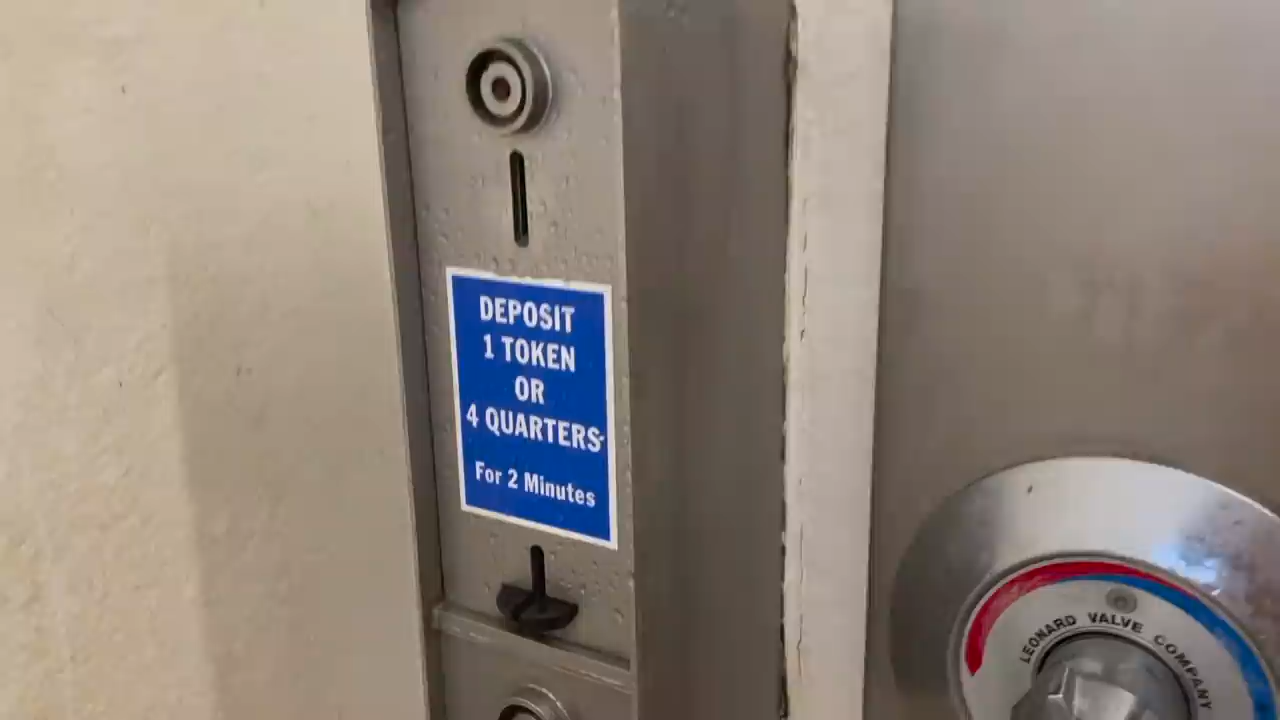 DEPOSIT
1 TOKEN
OR
4 QUARTERS
For 2 Minutes
LEONARD VALVE COMPANY